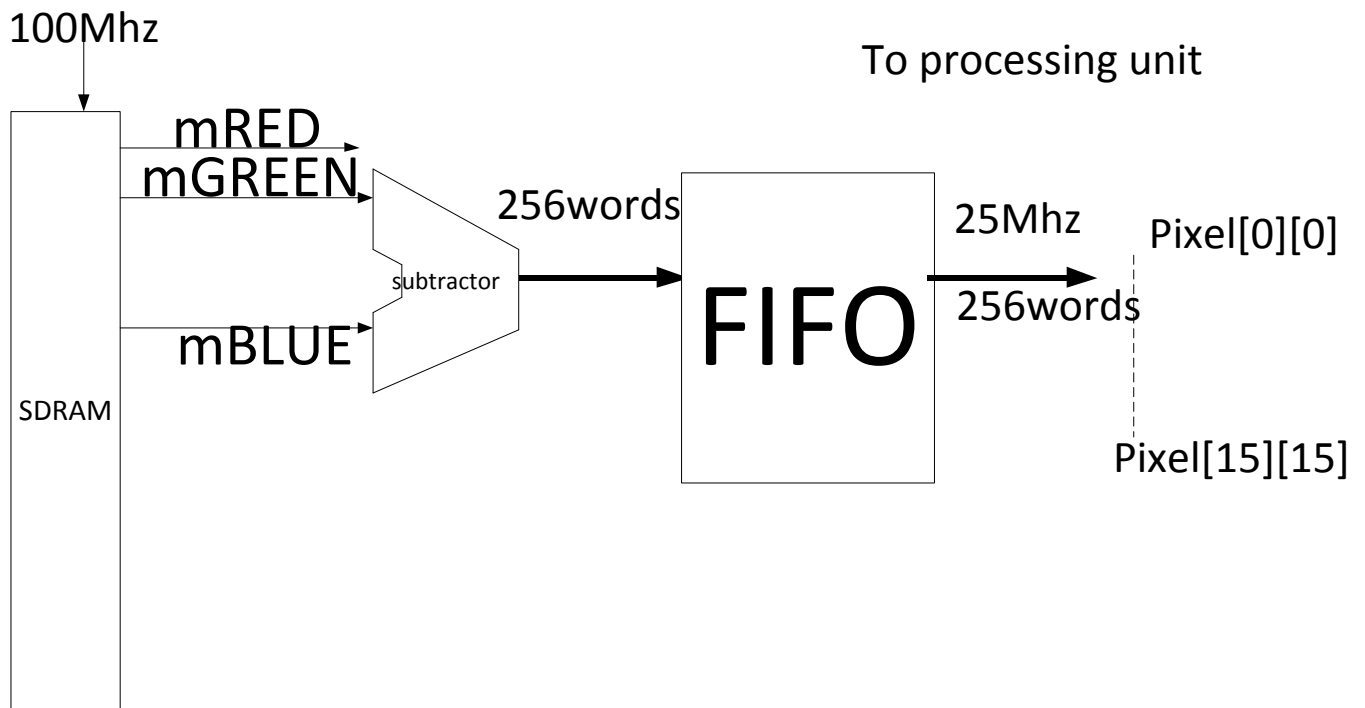 100Mhz
To processing unit
mRED
mGREEN
256words
25Mhz
Pixel[0][0]
subtractor
FIFO
256words
mBLUE
SDRAM
Pixel[15][15]